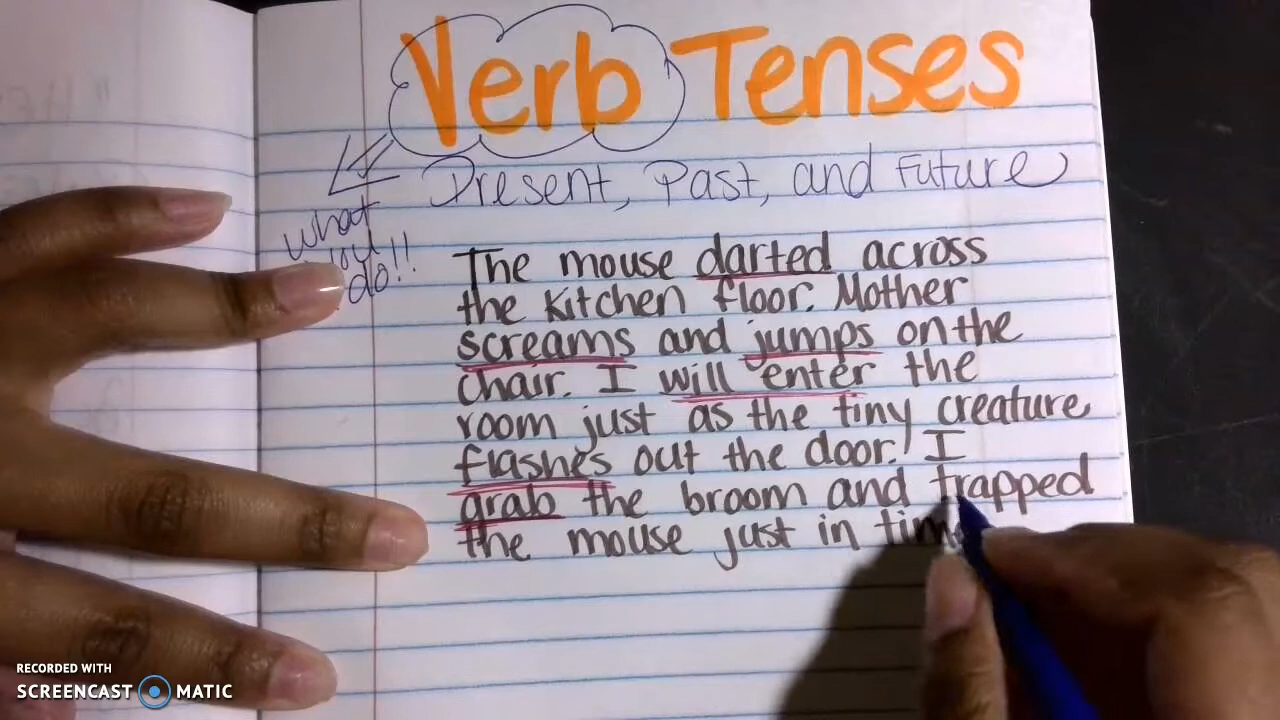 Verb Tenses
Present, Past, and Future
what
do!!
The mouse darted across
the kitchen floor. Mother
screams and jumps on the
chair. I will enter the
room just as the tiny creature
flashes out the door. I
grab the broom and trapped
the mouse just in
RECORDED WITH
SCREENCAST MATIC